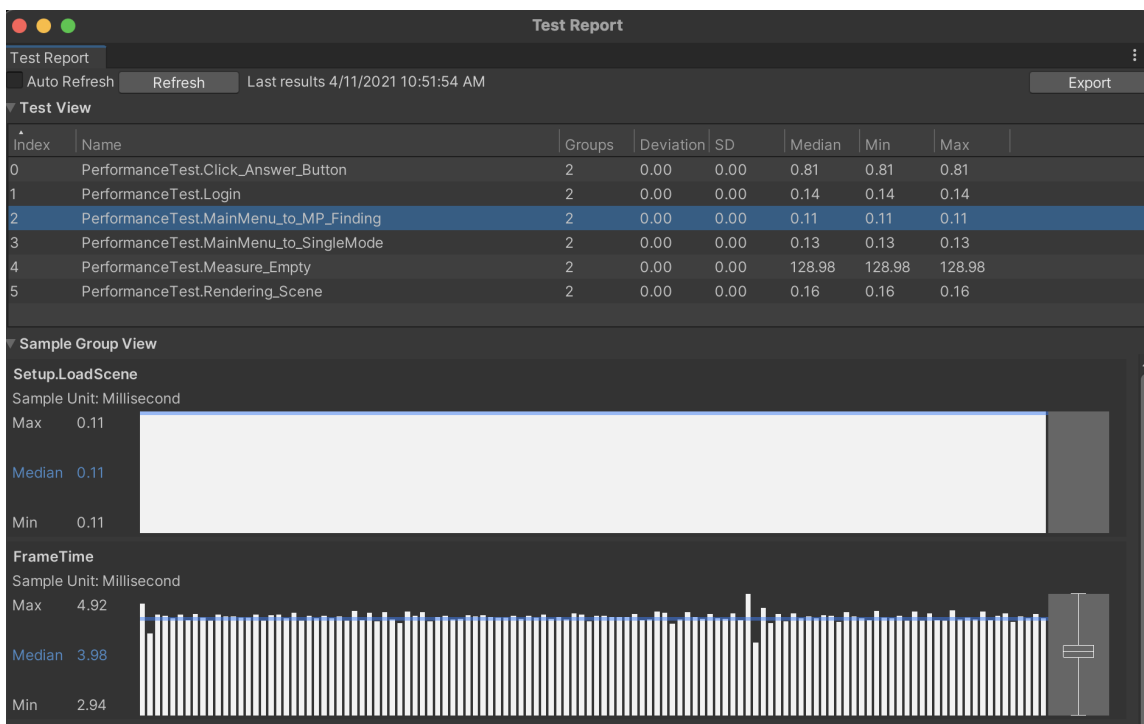 Test Report
Test Report
Auto Refresh Refresh Last results 4/11/2021 10:51:54 AM Export
Test View
Index Name Groups Deviation SD Median Min Max
0 PerformanceTest.Click_Answer_Button 2 0.00 0.00 0.81 0.81 0.81
1 PerformanceTest.Login 2 0.00 0.00 0.14 0.14 0.14
2 PerformanceTest.MainMenu_to_MP_Finding 2 0.00 0.00 0.11 0.11 0.11
3 PerformanceTest.MainMenu_to_SingleMode 2 0.00 0.00 0.13 0.13 0.13
4 PerformanceTest.Measure_Empty 2 0.00 0.00 128.98 128.98 128.98
5 PerformanceTest.Rendering_Scene 2 0.00 0.00 0.16 0.16 0.16
Sample Group View
Setup.LoadScene
Sample Unit: Millisecond
Max 0.11
Median 0.11
Min 0.11
FrameTime
Sample Unit: Millisecond
Max 4.92
Median 3.98
Min 2.94